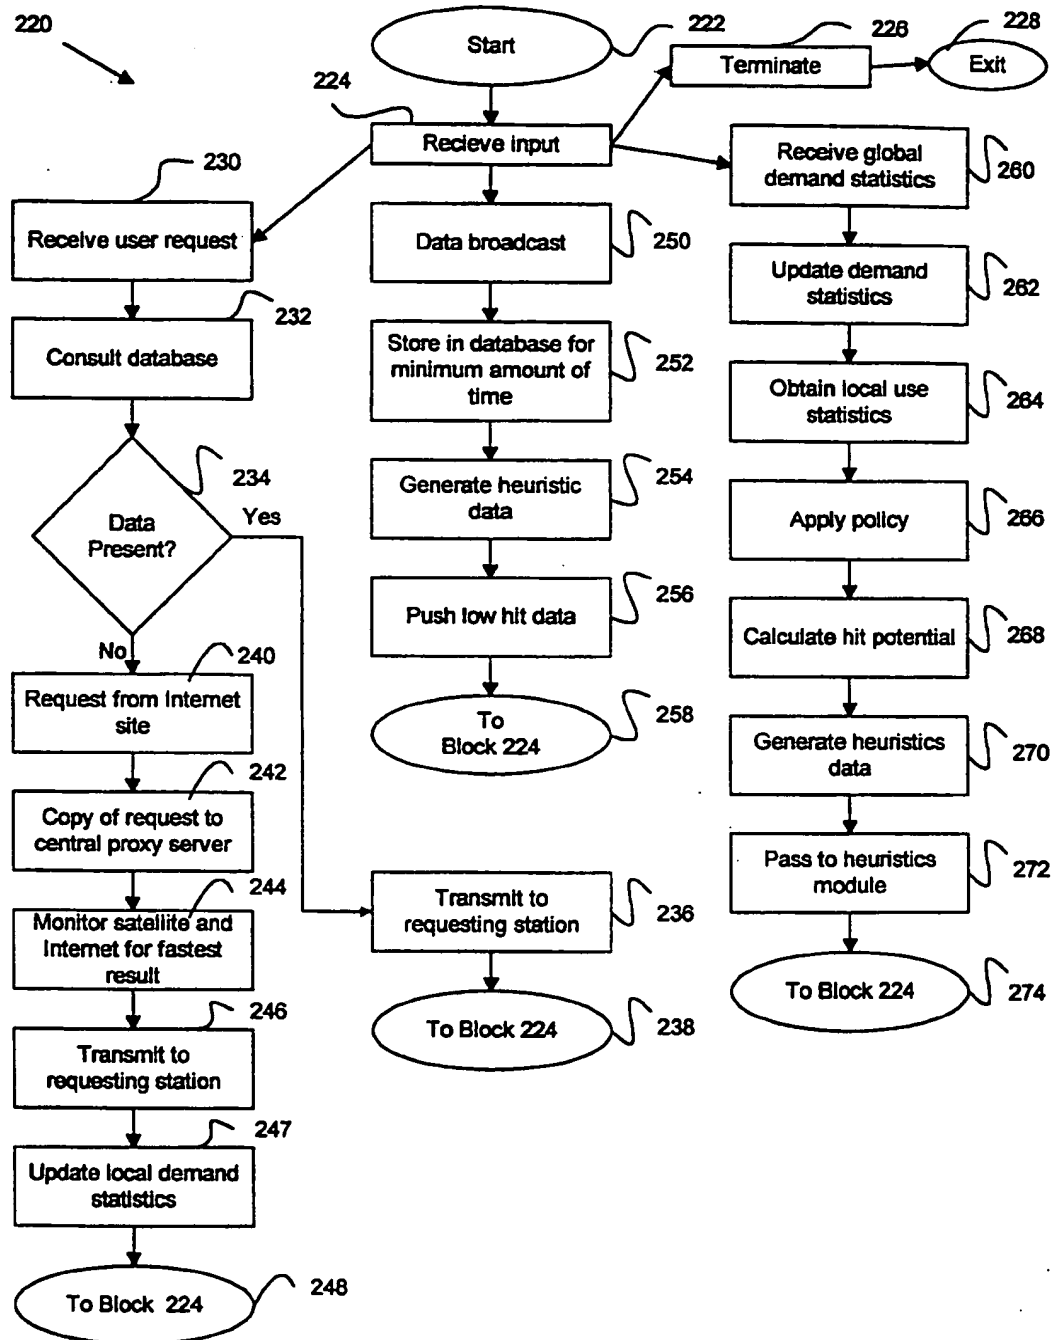 220
Start
222
226
Terminate
228
Exit
224
Recieve input
230
Receive user request
232
Consult database
234
Data
Present?
Yes
No
240
Request from Internet
site
242
Copy of request to
central proxy server
244
Monitor satellite and
Internet for fastest
result
246
Transmit to
requesting station
247
Update local demand
statistics
To Block 224
248
Data broadcast
250
Store in database for
minimum amount of
time
252
Generate heuristic
data
254
Push low hit data
256
To
Block 224
258
Transmit to
requesting station
236
To Block 224
238
Receive global
demand statistics
260
Update demand
statistics
262
Obtain local use
statistics
264
Apply policy
266
Calculate hit potential
268
Generate heuristics
data
270
Pass to heuristics
module
272
To Block 224
274